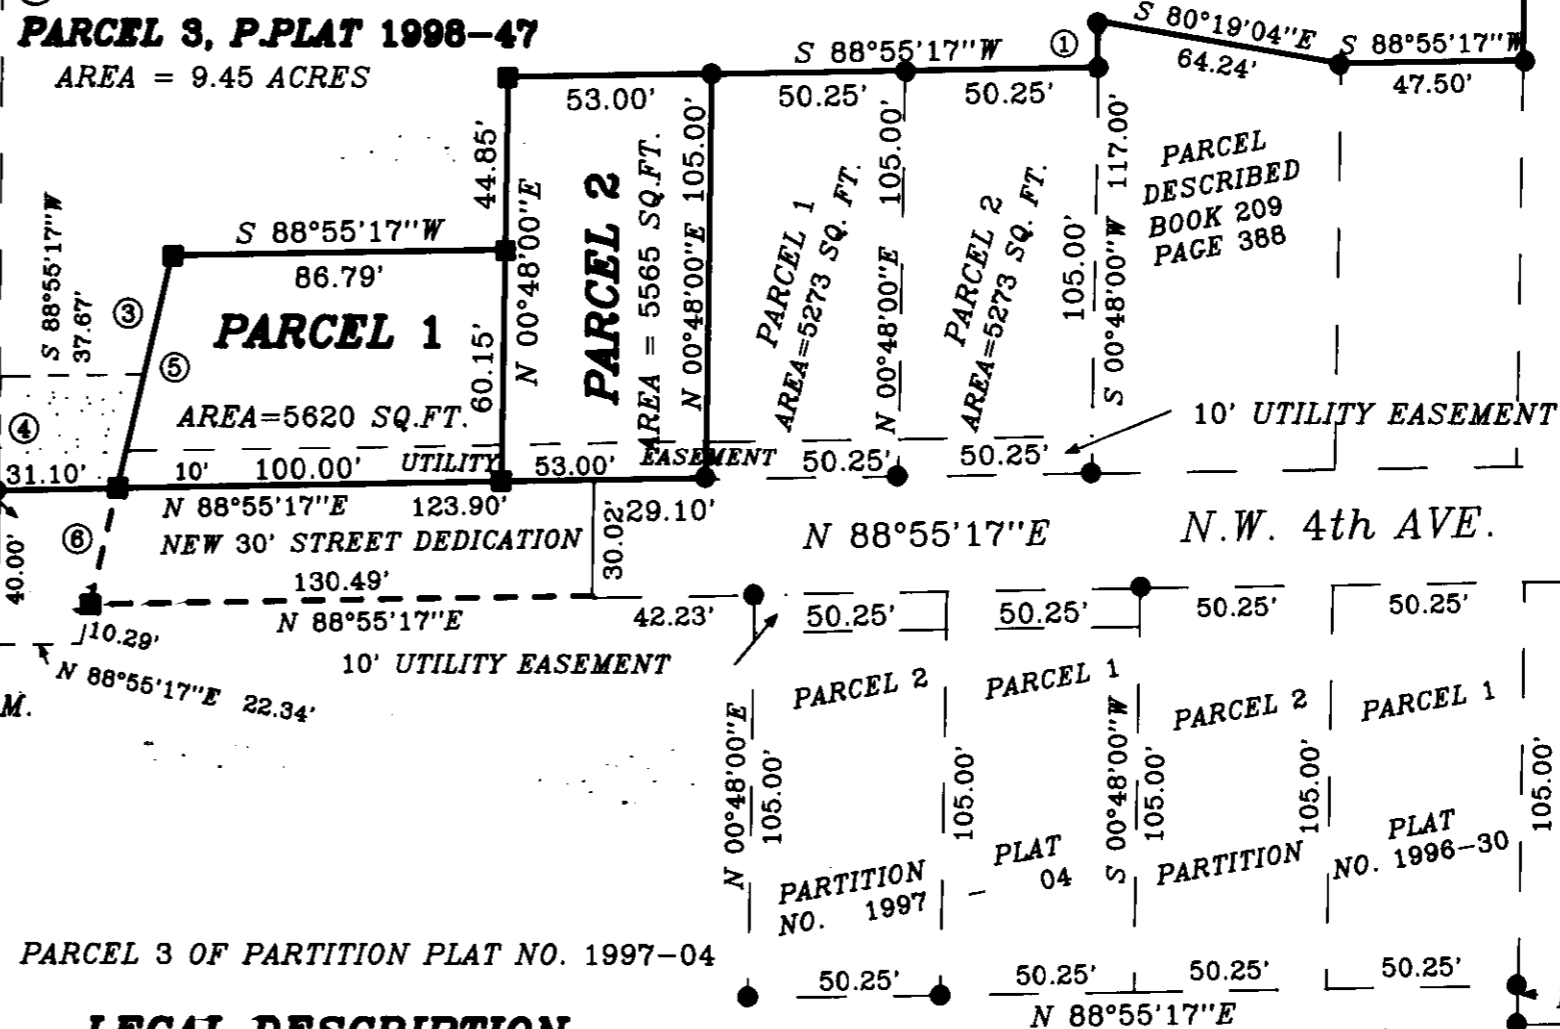 PARCEL 3, P.PLAT 1998-47
AREA = 9.45 ACRES
S 88°55'17"W
①
S 80°19'04"E
64.24'
S 88°55'17"W
47.50'
53.00'
50.25'
50.25'
44.85'
N 00°48'00"E
PARCEL 2
AREA = 5565 SQ.FT.
N 00°48'00"E 105.00'
PARCEL 1
AREA=5273 SQ. FT.
N 00°48'00"E 105.00'
PARCEL 2
AREA=5273 SQ. FT.
105.00'
S 00°48'00"W 117.00'
PARCEL
DESCRIBED
BOOK 209
PAGE 388
S 88°55'17"W
37.67'
S 88°55'17"W
86.79'
③
PARCEL 1
⑤
60.15'
AREA=5620 SQ.FT.
④
10' UTILITY EASEMENT
31.10'
10'
100.00'
UTILITY
53.00'
EASEMENT
50.25'
50.25'
N 88°55'17"E
123.90'
29.10'
⑥
NEW 30' STREET DEDICATION
30.02'
N 88°55'17"E
N.W. 4th AVE.
40.00'
130.49'
N 88°55'17"E
42.23'
50.25'
50.25'
50.25'
50.25'
10.29'
10' UTILITY EASEMENT
N 88°55'17"E 22.34'
M.
PARCEL 2
PARCEL 1
PARCEL 2
PARCEL 1
N 00°48'00"E
105.00'
105.00'
S 00°48'00"W
105.00'
105.00'
105.00'
PARTITION
NO. 1997
PLAT
- 04
PARTITION
PLAT
NO. 1996-30
PARCEL 3 OF PARTITION PLAT NO. 1997-04
50.25'
50.25'
50.25'
50.25'
N 88°55'17"E
LEGAL DESCRIPTION